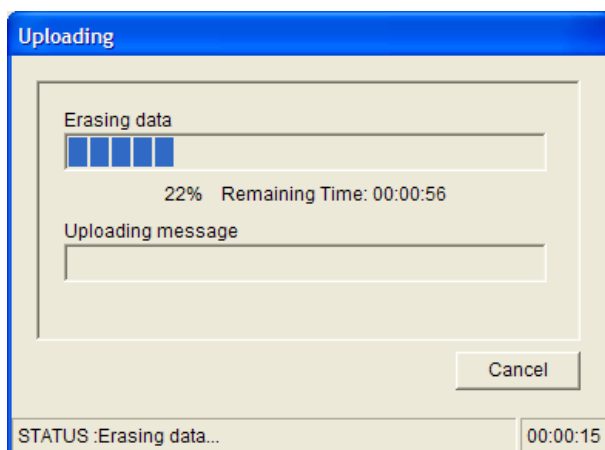 Uploading
Erasing data
22% Remaining Time: 00:00:56
Uploading message
Cancel
STATUS :Erasing data... 00:00:15